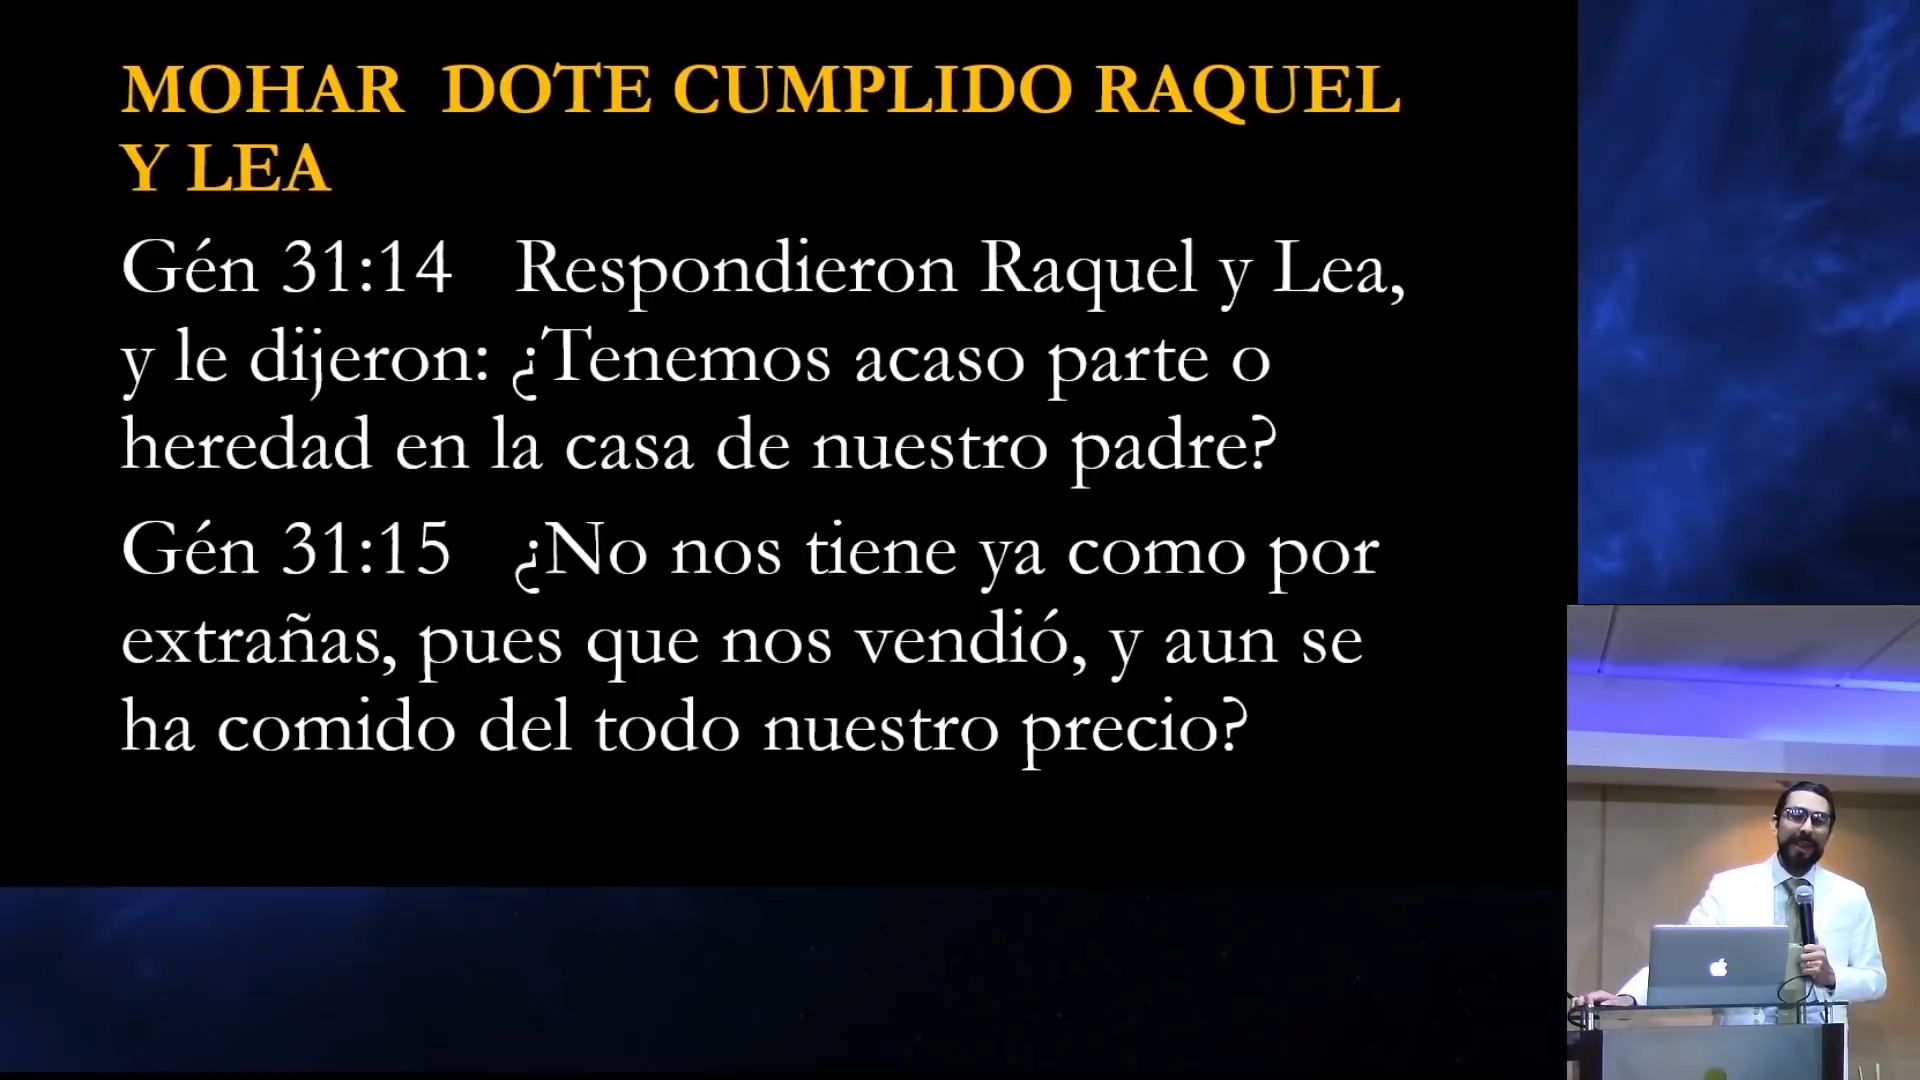 MOHAR DOTE CUMPLIDO RAQUEL
Y LEA
Gén 31:14 Respondieron Raquel y Lea,
y le dijeron: ¿Tenemos acaso parte o
heredad en la casa de nuestro padre?
Gén 31:15 ¿No nos tiene ya como por
extrañas, pues que nos vendió, y aun se
ha comido del todo nuestro precio?